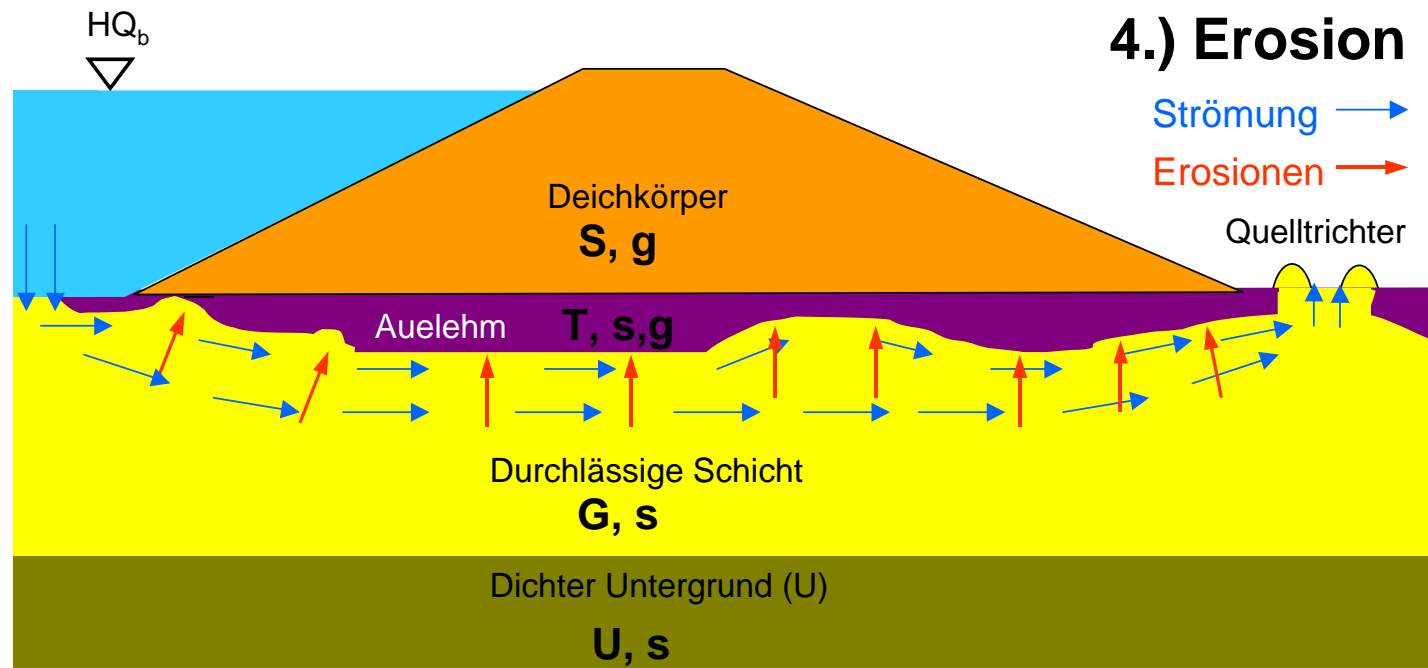 HQb
4.) Erosion
Strömung
Erosionen
Deichkörper
S, g
Quelltrichter
Auelehm T, s,g
Durchlässige Schicht
G, s
Dichter Untergrund (U)
U, s